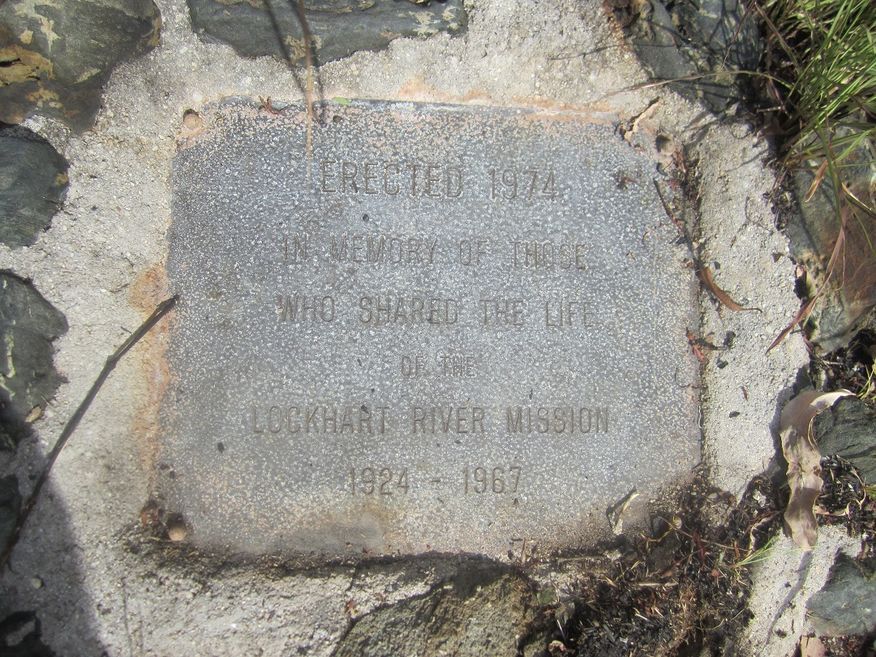 ERECTED 1974
IN MEMORY OF THOSE
WHO SHARED THE LIFE
OF THE
LOCKHART RIVER MISSION
1924 - 1967